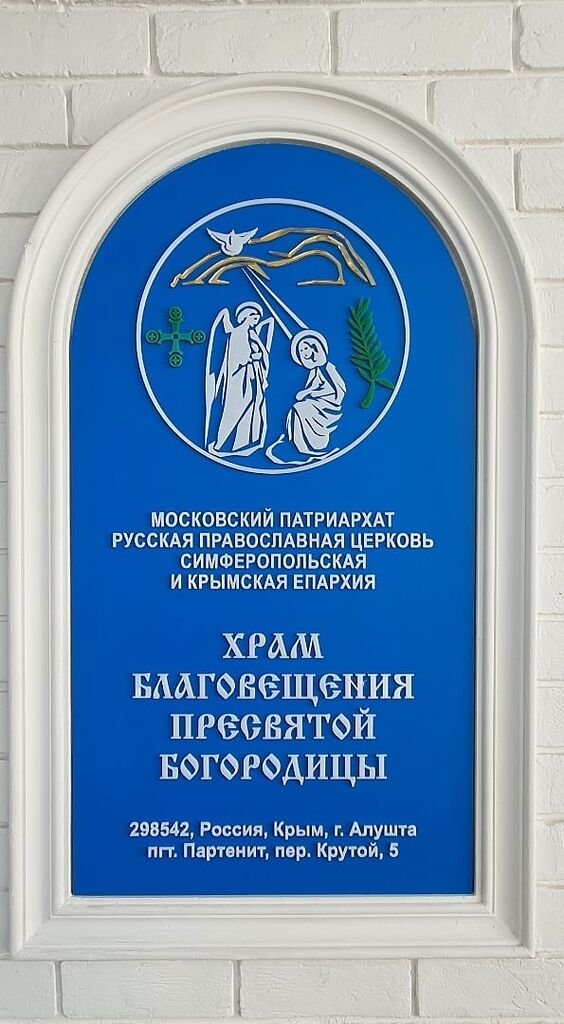 МОСКОВСКИЙ ПАТРИАРХАТ
РУССКАЯ ПРАВОСЛАВНАЯ ЦЕРКОВЬ
СИМФЕРОПОЛЬСКАЯ
И КРЫМСКАЯ ЕПАРХИЯ
ХРАМ
БЛАГОВЕЩЕНИЯ
ПРЕСВЯТОЙ
БОГОРОДИЦЫ
298542, Россия, Крым, г. Алушта
пгт. Партенит, пер. Крутой, 5